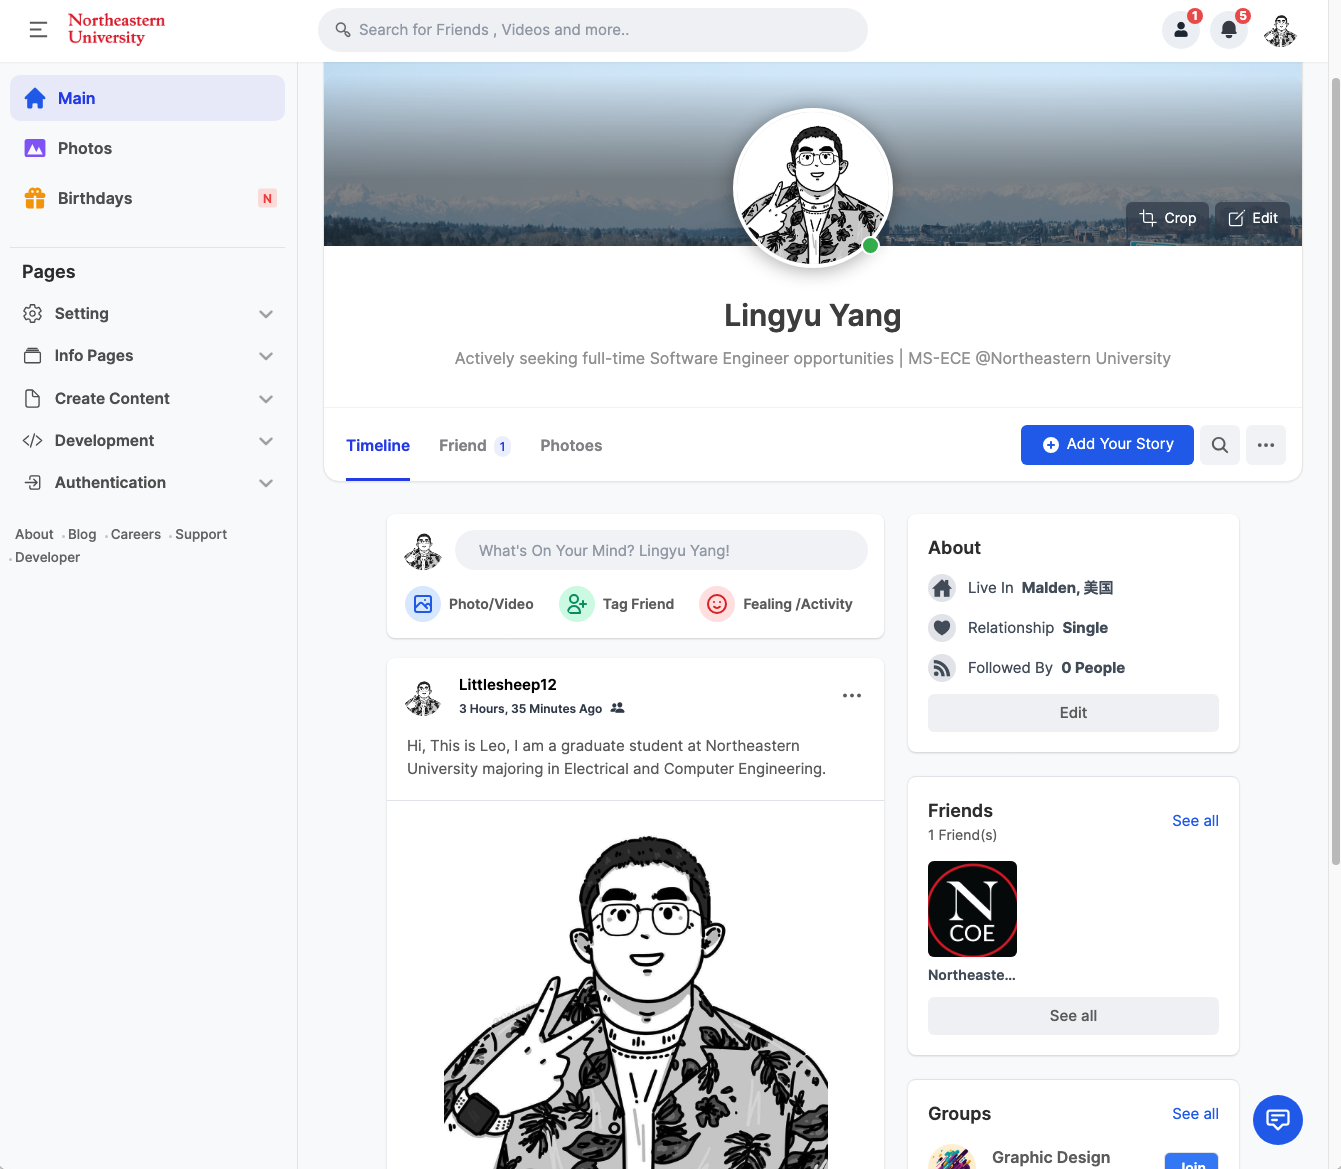 Northeastern
University
Search for Friends , Videos and more..
1
5
Main
Photos
Birthdays
N
Pages
Setting
Info Pages
Create Content
Development
Authentication
About . Blog . Careers . Support
. Developer
Crop
Edit
Lingyu Yang
Actively seeking full-time Software Engineer opportunities | MS-ECE @Northeastern University
Timeline
Friend 1
Photoes
Add Your Story
What's On Your Mind? Lingyu Yang!
Photo/Video
Tag Friend
Fealing /Activity
Littlesheep12
3 Hours, 35 Minutes Ago
Hi, This is Leo, I am a graduate student at Northeastern
University majoring in Electrical and Computer Engineering.
About
Live In Malden, 美国
Relationship Single
Followed By 0 People
Edit
Friends
See all
1 Friend(s)
N
COE
Northeaste...
See all
Groups
See all
Graphic Design
Join